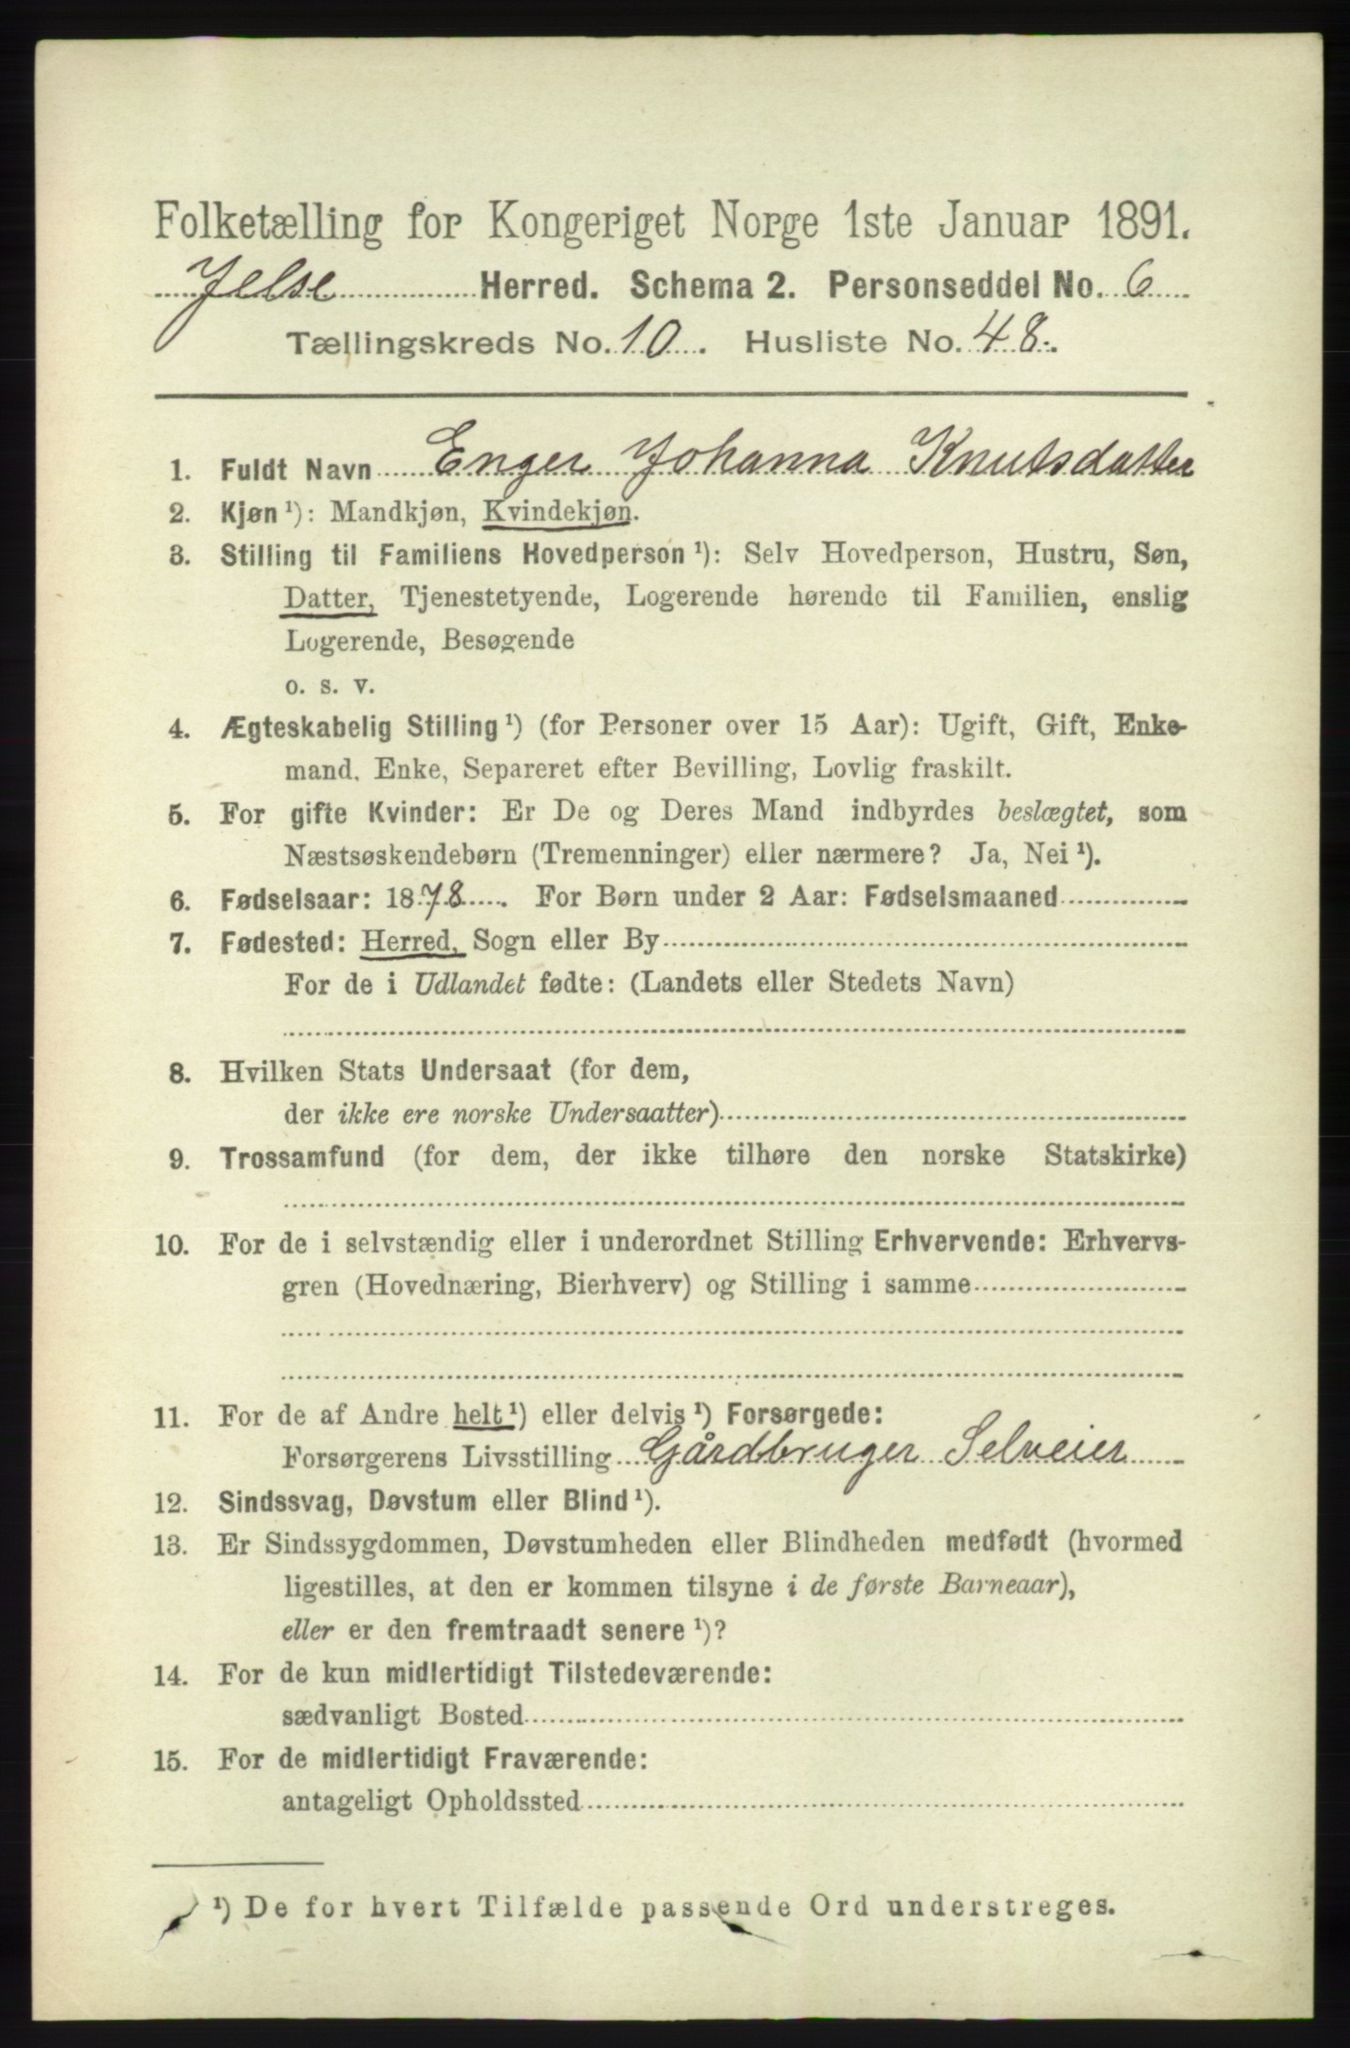 Folketælling for Kongeriget Norge 1ste Januar 1891.
Jelse Herred. Schema 2. Personseddel No. 6
Tællingskreds No. 10. Husliste No. 48.
1. Fuldt Navn Enger Johanna Knutsdatter
2. Kjøn ¹): Mandkjøn, Kvindekjøn.
3. Stilling til Familiens Hovedperson ¹): Selv Hovedperson, Hustru, Søn,
Datter, Tjenestetyende, Logerende hørende til Familien, enslig
Logerende, Besøgende
o. s. v.
4. Ægteskabelig Stilling ¹) (for Personer over 15 Aar): Ugift, Gift, Enke-
mand, Enke, Separeret efter Bevilling, Lovlig fraskilt.
5. For gifte Kvinder: Er De og Deres Mand indbyrdes beslægtet, som
Næstsøskendebørn (Tremenninger) eller nærmere? Ja, Nei ¹).
6. Fødselsaar: 1878. For Børn under 2 Aar: Fødselsmaaned
7. Fødested: Herred, Sogn eller By
For de i Udlandet fødte: (Landets eller Stedets Navn)
8. Hvilken Stats Undersaat (for dem,
der ikke ere norske Undersaatter)
9. Trossamfund (for dem, der ikke tilhøre den norske Statskirke)
10. For de i selvstændig eller i underordnet Stilling Erhvervende: Erhvervs-
gren (Hovednæring, Bierhverv) og Stilling i samme
11. For de af Andre helt ¹) eller delvis ¹) Forsørgede:
Forsørgerens Livsstilling Gårdbruger Selveier
12. Sindssvag, Døvstum eller Blind ¹).
13. Er Sindssygdommen, Døvstumheden eller Blindheden medfødt (hvormed
ligestilles, at den er kommen tilsyne i de første Barneaar),
eller er den fremtraadt senere ¹)?
14. For de kun midlertidigt Tilstedeværende:
sædvanligt Bosted
15. For de midlertidigt Fraværende:
antageligt Opholdssted
¹) De for hvert Tilfælde passende Ord understreges.